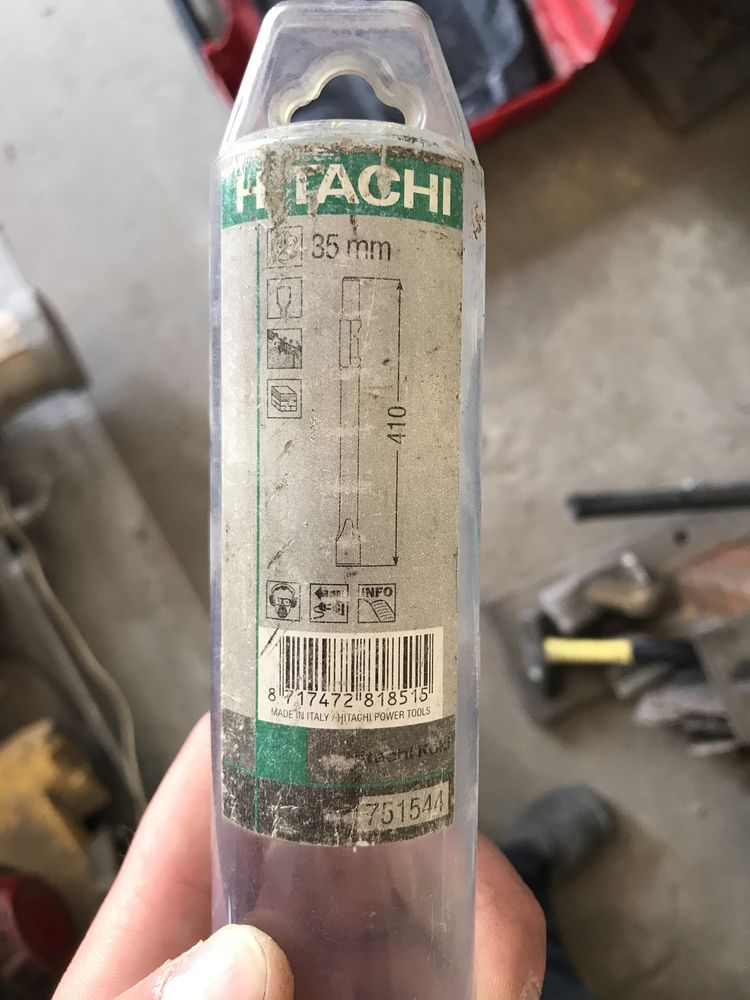 HITACHI
35 mm
410
INFO
8 717472 818515
MADE IN ITALY / HITACHI POWER TOOLS
751544